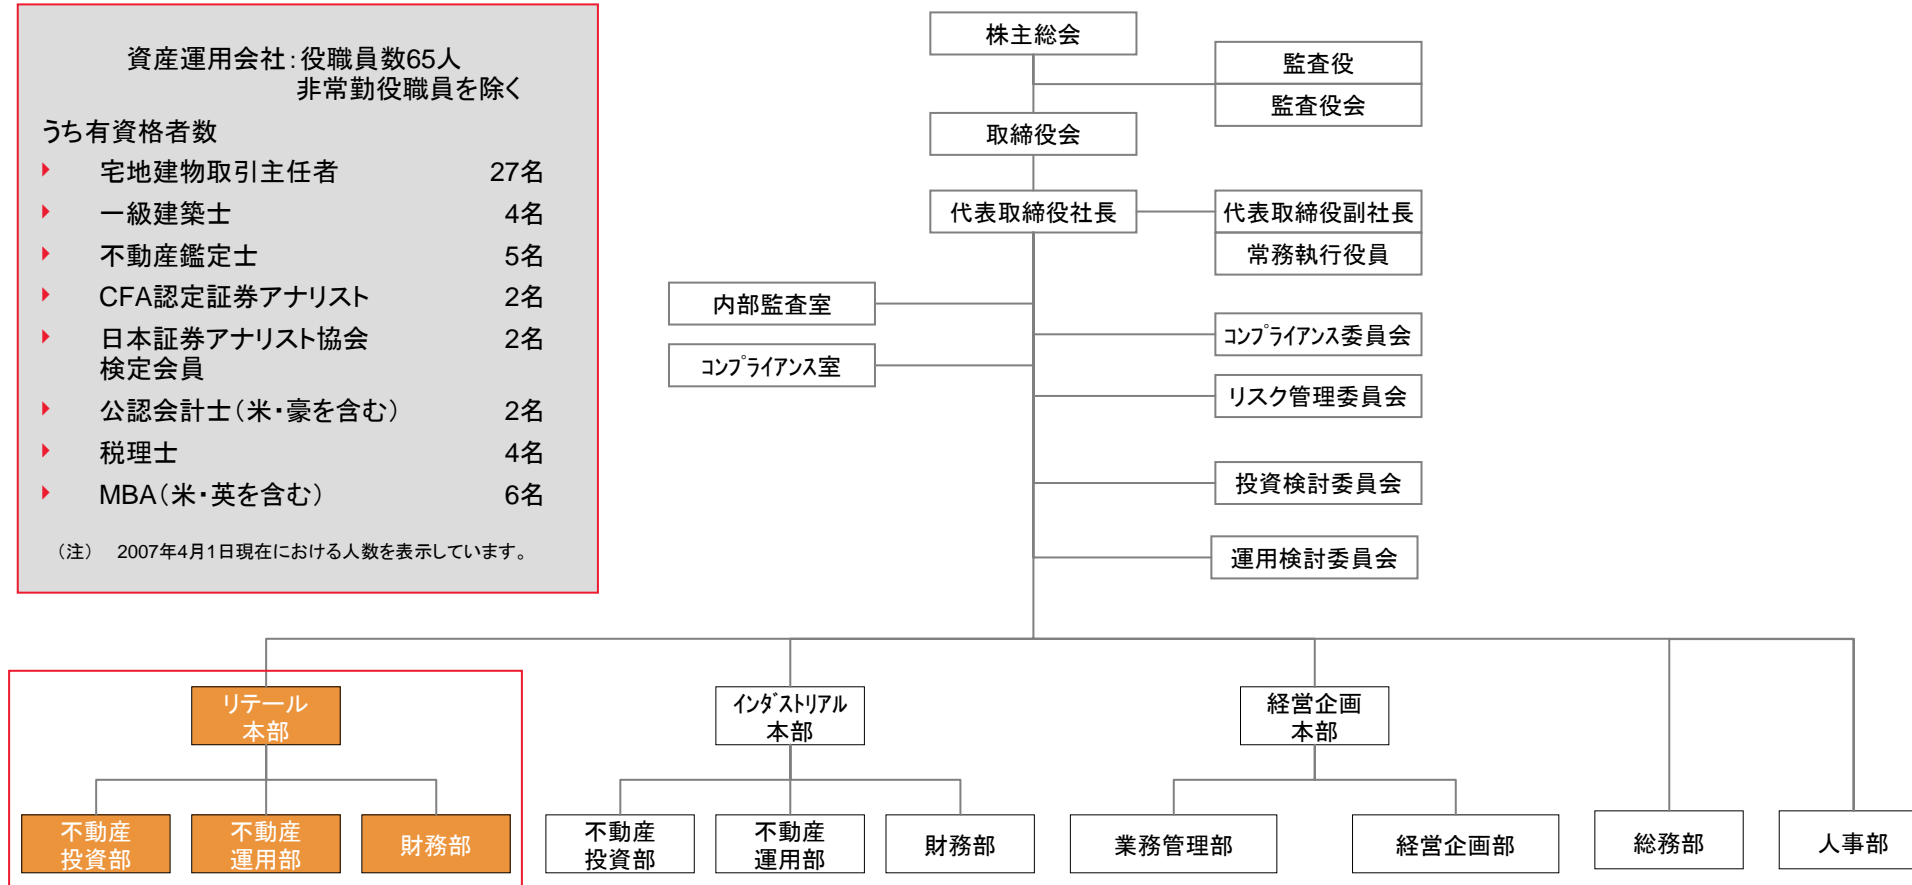 資産運用会社:役職員数65人
非常勤役職員を除く
うち有資格者数
宅地建物取引主任者 27名
一級建築士 4名
不動産鑑定士 5名
CFA認定証券アナリスト 2名
日本証券アナリスト協会 2名
検定会員
公認会計士(米・豪を含む) 2名
税理士 4名
MBA(米・英を含む) 6名
(注) 2007年4月1日現在における人数を表示しています。
株主総会
監査役
監査役会
取締役会
代表取締役社長
代表取締役副社長
常務執行役員
内部監査室
コンプライアンス委員会
コンプライアンス室
リスク管理委員会
投資検討委員会
運用検討委員会
リテール
本部
インダストリアル
本部
経営企画
本部
不動産
投資部
不動産
運用部
財務部
不動産
投資部
不動産
運用部
財務部
業務管理部
経営企画部
総務部
人事部